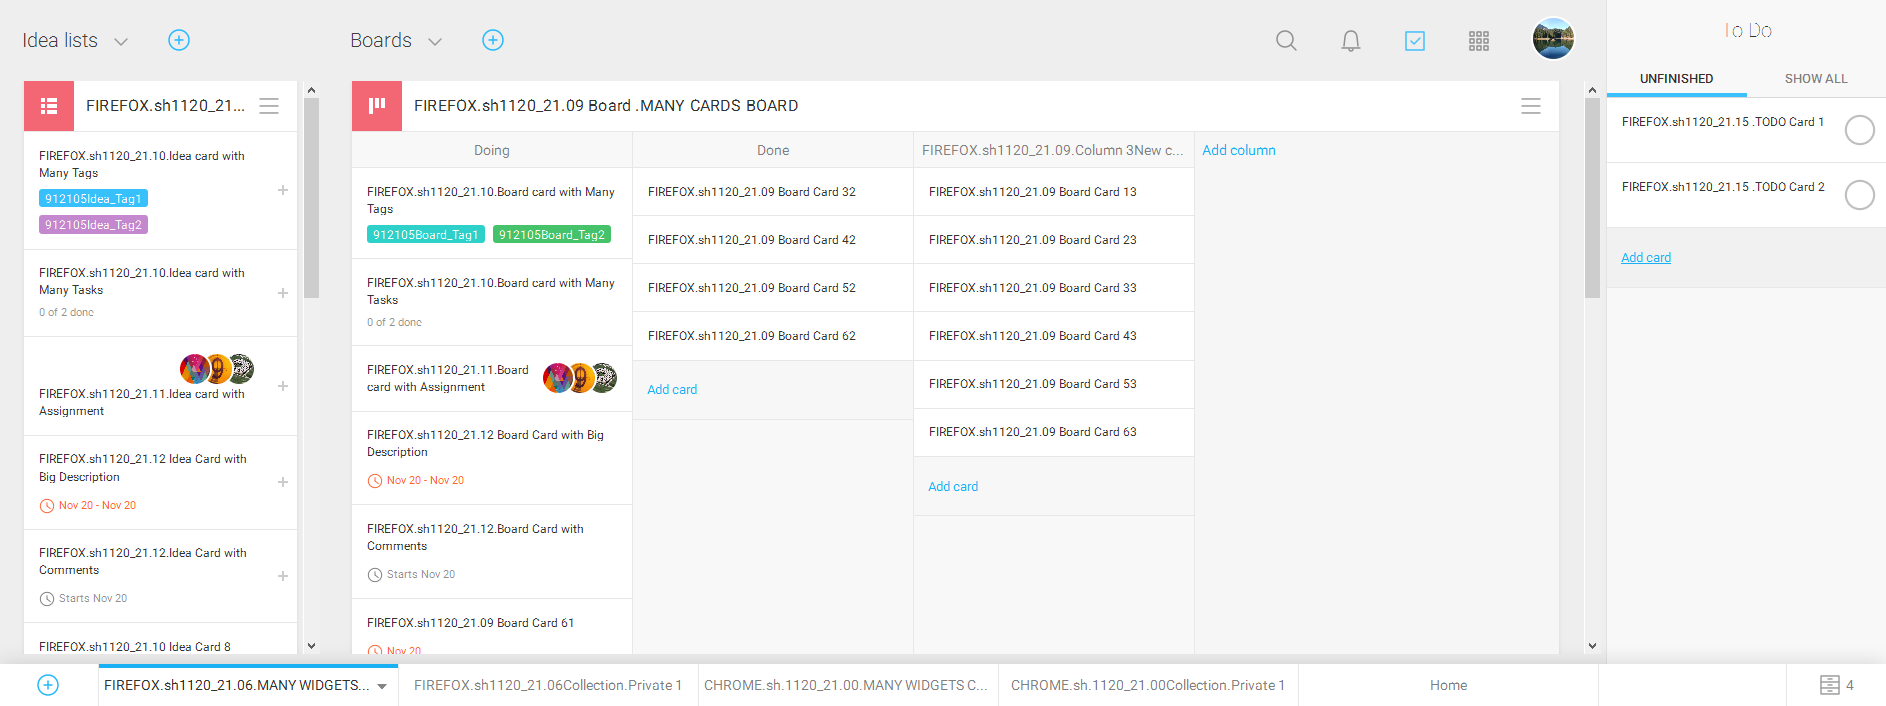 Idea lists
Boards
To Do
UNFINISHED
SHOW ALL
FIREFOX.sh1120_21...
FIREFOX.sh1120_21.10.Idea card with
Many Tags
912105Idea_Tag1
912105Idea_Tag2
FIREFOX.sh1120_21.10.Idea card with
Many Tasks
0 of 2 done
FIREFOX.sh1120_21.11.Idea card with
Assignment
FIREFOX.sh1120_21.12 Idea Card with
Big Description
Nov 20 - Nov 20
FIREFOX.sh1120_21.12.Idea Card with
Comments
Starts Nov 20
FIREFOX.sh1120_21.10 Idea Card 8
FIREFOX.sh1120_21.09 Board .MANY CARDS BOARD
Doing
FIREFOX.sh1120_21.10.Board card with Many
Tags
912105Board_Tag1
912105Board_Tag2
FIREFOX.sh1120_21.10.Board card with Many
Tasks
0 of 2 done
FIREFOX.sh1120_21.11.Board
card with Assignment
FIREFOX.sh1120_21.12 Board Card with Big
Description
Nov 20 - Nov 20
FIREFOX.sh1120_21.12.Board Card with
Comments
Starts Nov 20
FIREFOX.sh1120_21.09 Board Card 61
Nov 20
Done
FIREFOX.sh1120_21.09 Board Card 32
FIREFOX.sh1120_21.09 Board Card 42
FIREFOX.sh1120_21.09 Board Card 52
FIREFOX.sh1120_21.09 Board Card 62
Add card
FIREFOX.sh1120_21.09.Column 3New c...
FIREFOX.sh1120_21.09 Board Card 13
FIREFOX.sh1120_21.09 Board Card 23
FIREFOX.sh1120_21.09 Board Card 33
FIREFOX.sh1120_21.09 Board Card 43
FIREFOX.sh1120_21.09 Board Card 53
FIREFOX.sh1120_21.09 Board Card 63
Add card
Add column
FIREFOX.sh1120_21.15 .TODO Card 1
FIREFOX.sh1120_21.15 .TODO Card 2
Add card
FIREFOX.sh1120_21.06.MANY WIDGETS...
FIREFOX.sh1120_21.06Collection.Private 1
CHROME.sh.1120_21.00.MANY WIDGETS C...
CHROME.sh.1120_21.00Collection.Private 1
Home
4